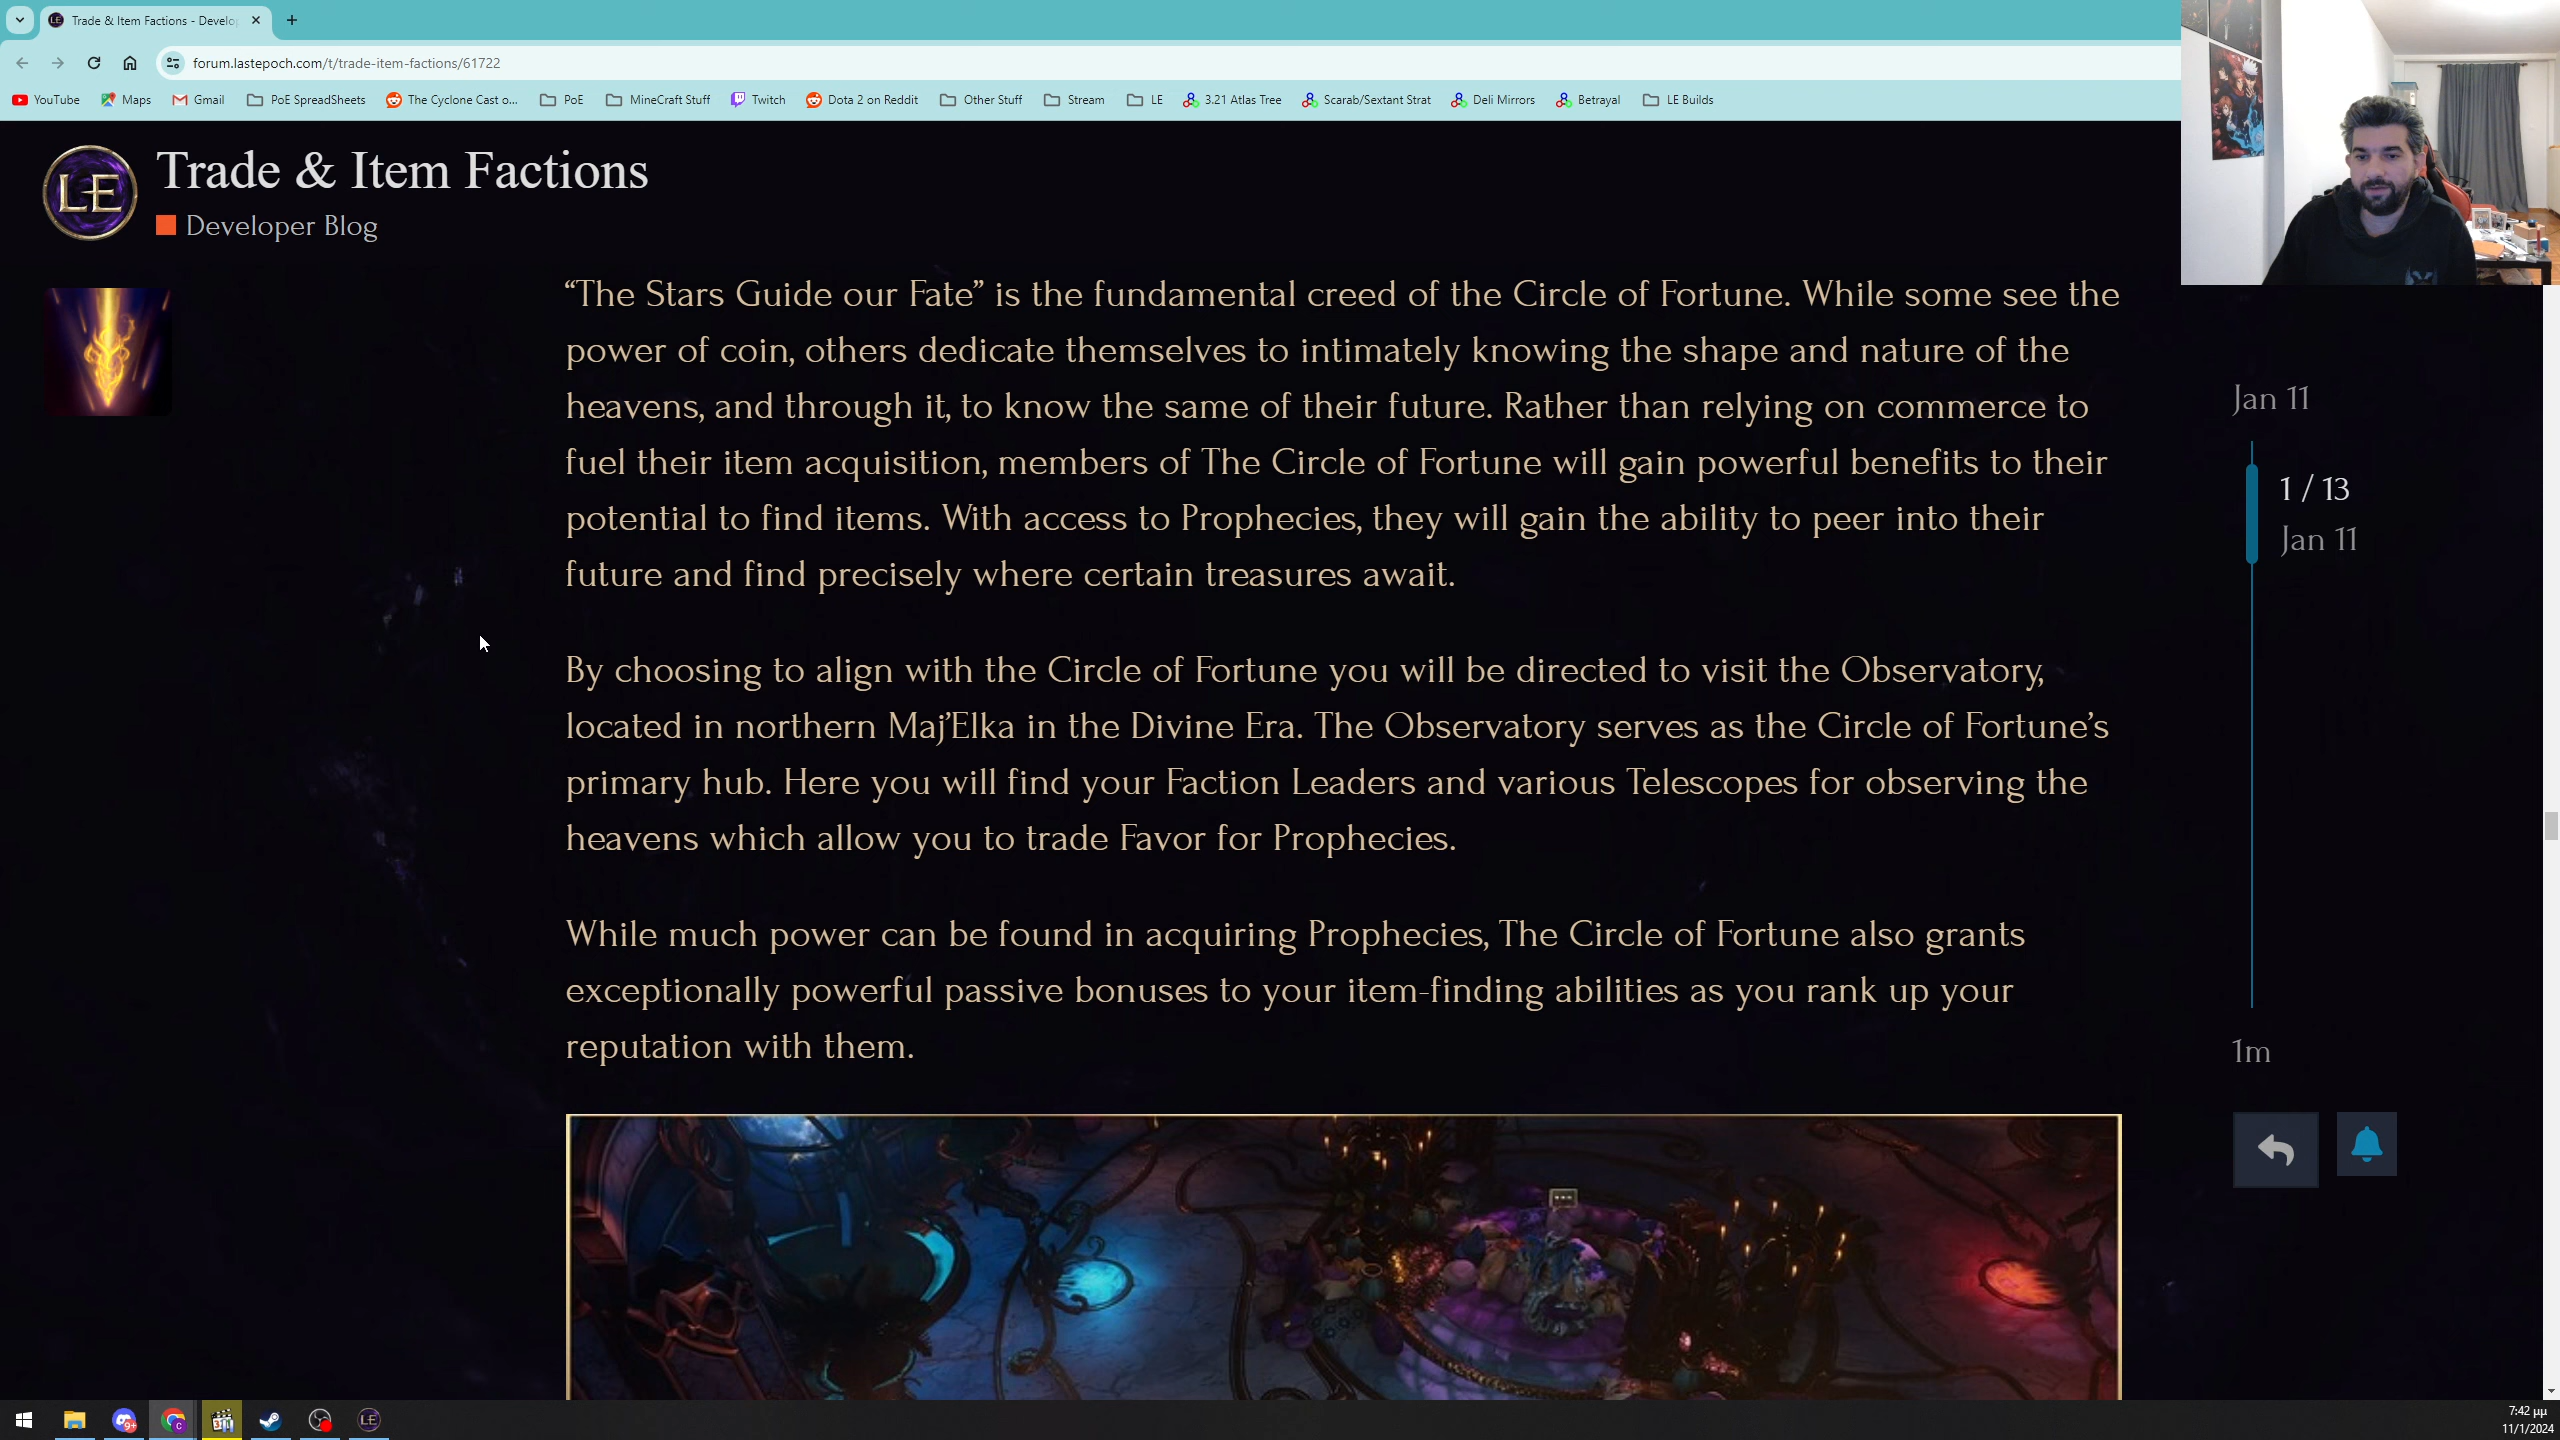 Trade & Item Factions - Develo
forum.lastepoch.com/t/trade-item-factions/61722
YouTube Maps Gmail PoE SpreadSheets The Cyclone Cast o... PoE MineCraft Stuff Twitch Dota 2 on Reddit Other Stuff Stream LE 3.21 Atlas Tree Scarab/Sextant Strat Deli Mirrors Betrayal LE Builds
LE
Trade & Item Factions
Developer Blog
“The Stars Guide our Fate” is the fundamental creed of the Circle of Fortune. While some see the
power of coin, others dedicate themselves to intimately knowing the shape and nature of the
heavens, and through it, to know the same of their future. Rather than relying on commerce to
fuel their item acquisition, members of The Circle of Fortune will gain powerful benefits to their
potential to find items. With access to Prophecies, they will gain the ability to peer into their
future and find precisely where certain treasures await.
By choosing to align with the Circle of Fortune you will be directed to visit the Observatory,
located in northern Maj’Elka in the Divine Era. The Observatory serves as the Circle of Fortune’s
primary hub. Here you will find your Faction Leaders and various Telescopes for observing the
heavens which allow you to trade Favor for Prophecies.
While much power can be found in acquiring Prophecies, The Circle of Fortune also grants
exceptionally powerful passive bonuses to your item-finding abilities as you rank up your
reputation with them.
Jan 11
1 / 13
Jan 11
1m
9+
LE
7:42 μμ
11/1/2024